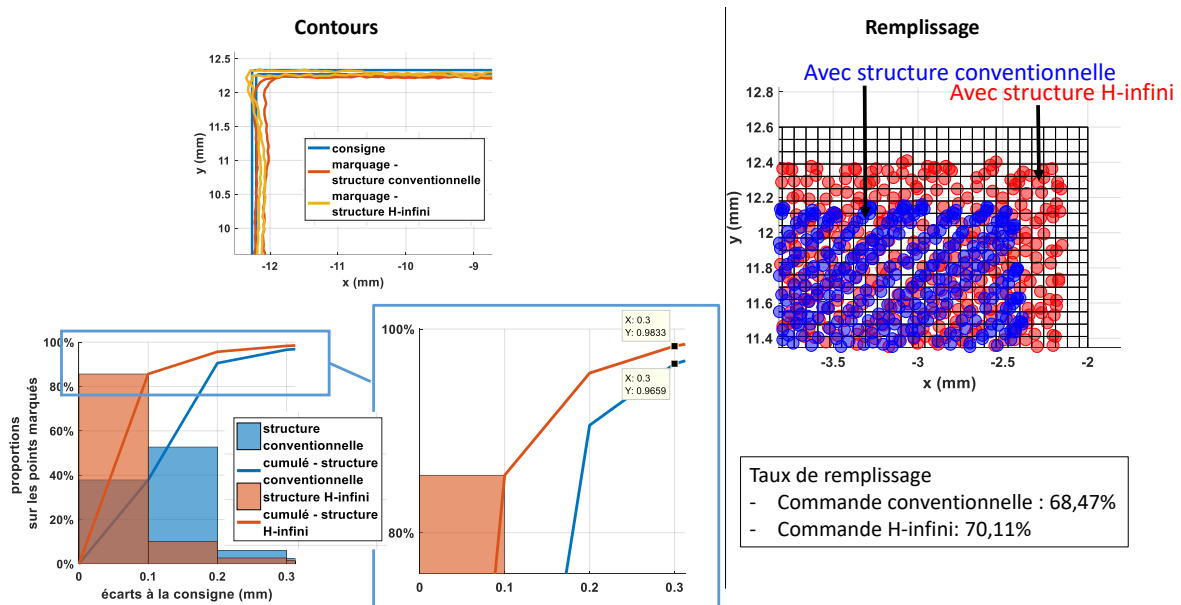 Contours
12.5
12
11.5
11
10.5
10
y (mm)
-12
-11
-10
-9
x (mm)
consigne
marquage -
structure conventionnelle
marquage -
structure H-infini
100%
80%
60%
40%
20%
0%
proportions
sur les points marqués
0
0.1
0.2
0.3
écarts à la consigne (mm)
structure
conventionnelle
cumulé - structure
conventionnelle
structure H-infini
cumulé - structure
H-infini
100%
80%
X: 0.3
Y: 0.9833
X: 0.3
Y: 0.9659
0
0.1
0.2
0.3
Remplissage
Avec structure conventionnelle
Avec structure H-infini
12.8
12.6
12.4
12.2
12
11.8
11.6
11.4
y (mm)
-3.5
-3
-2.5
-2
x (mm)
Taux de remplissage
- Commande conventionnelle : 68,47%
- Commande H-infini: 70,11%